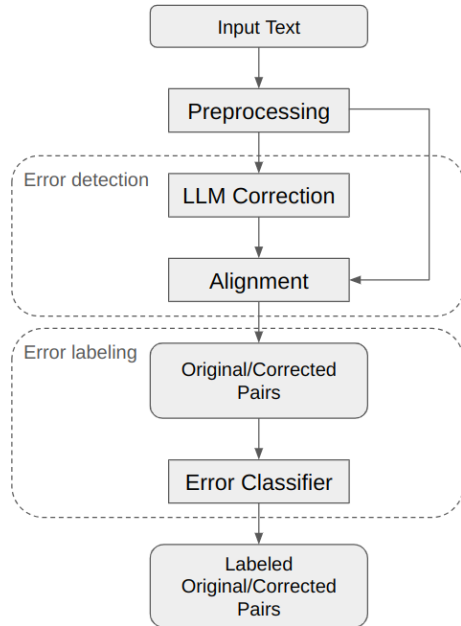 Input Text
Preprocessing
Error detection
LLM Correction
Alignment
Error labeling
Original/Corrected
Pairs
Error Classifier
Labeled
Original/Corrected
Pairs